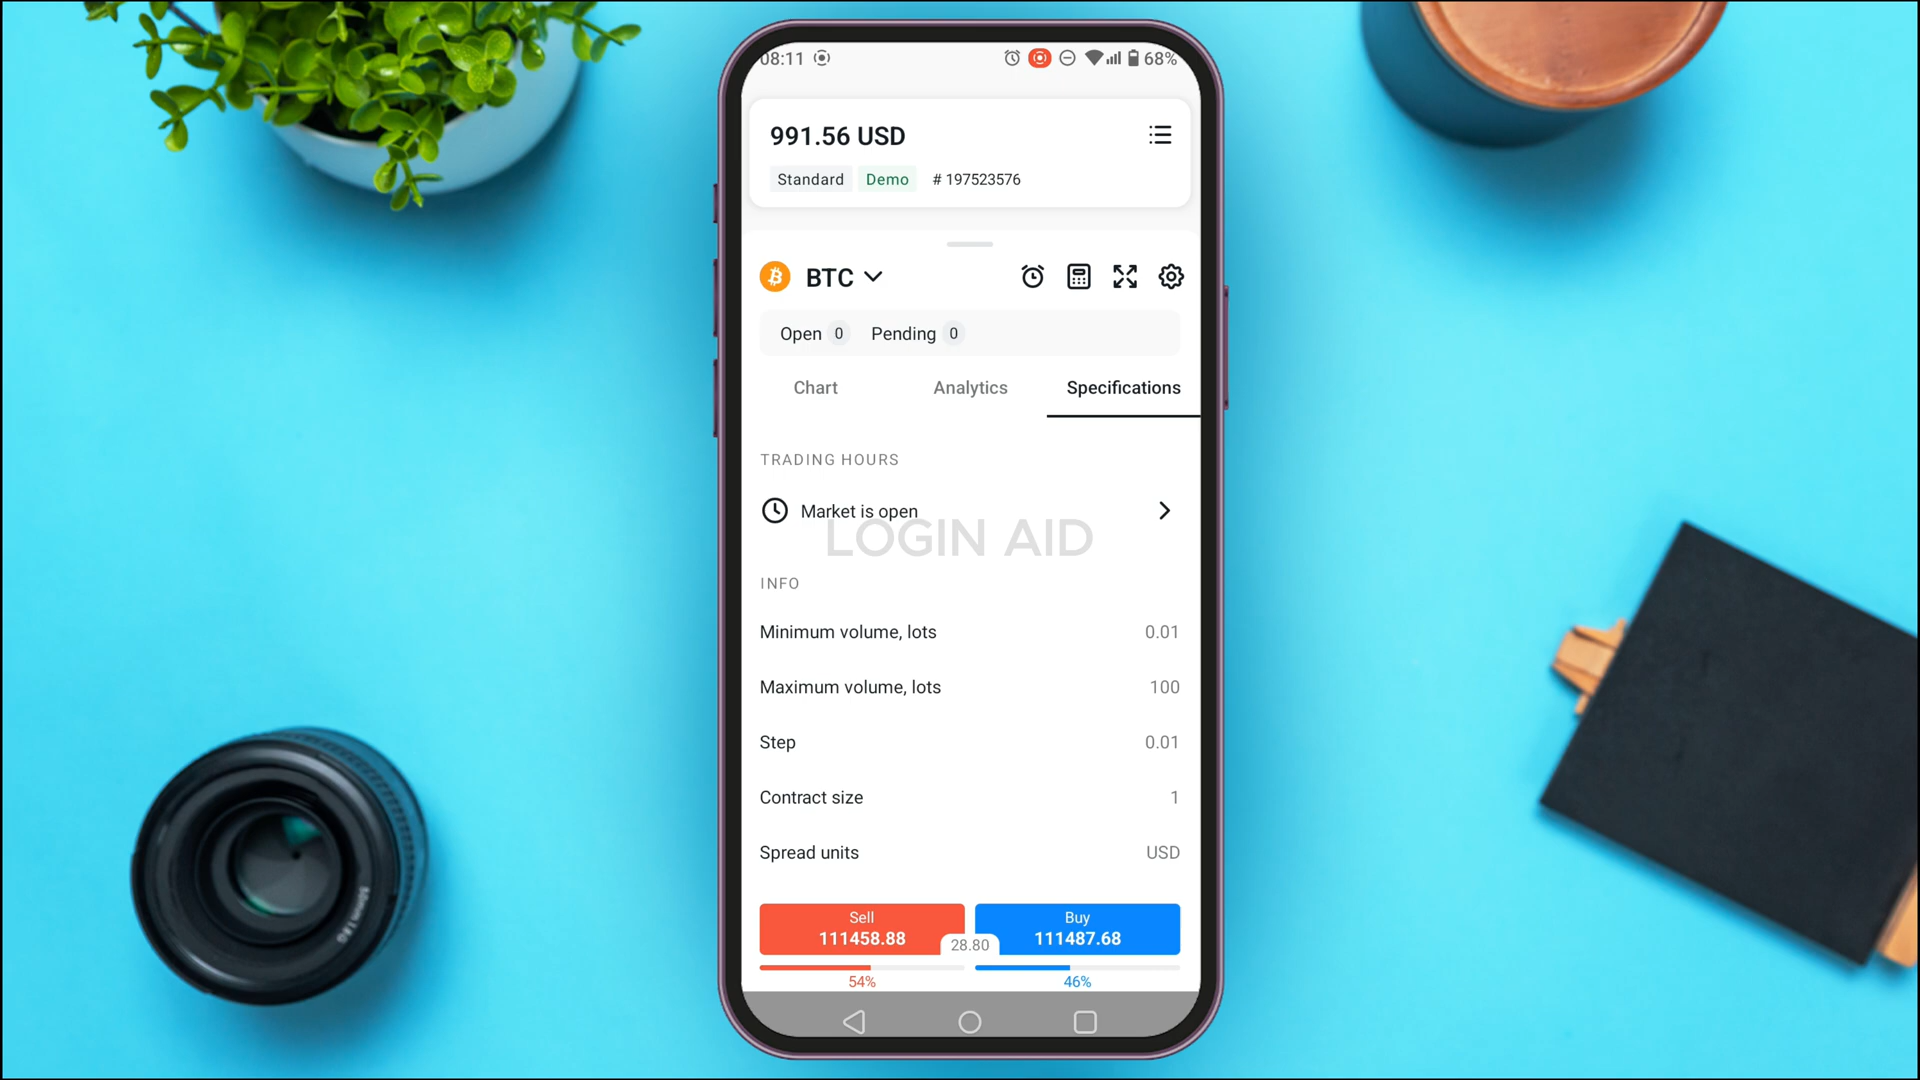 08:11 68%
991.56 USD
Standard Demo # 197523576
BTC
Open 0 Pending 0
Chart Analytics Specifications
TRADING HOURS
Market is open
LOGIN AID
INFO
Minimum volume, lots 0.01
Maximum volume, lots 100
Step 0.01
Contract size 1
Spread units USD
Sell Buy
111458.88 28.80 111487.68
54% 46%